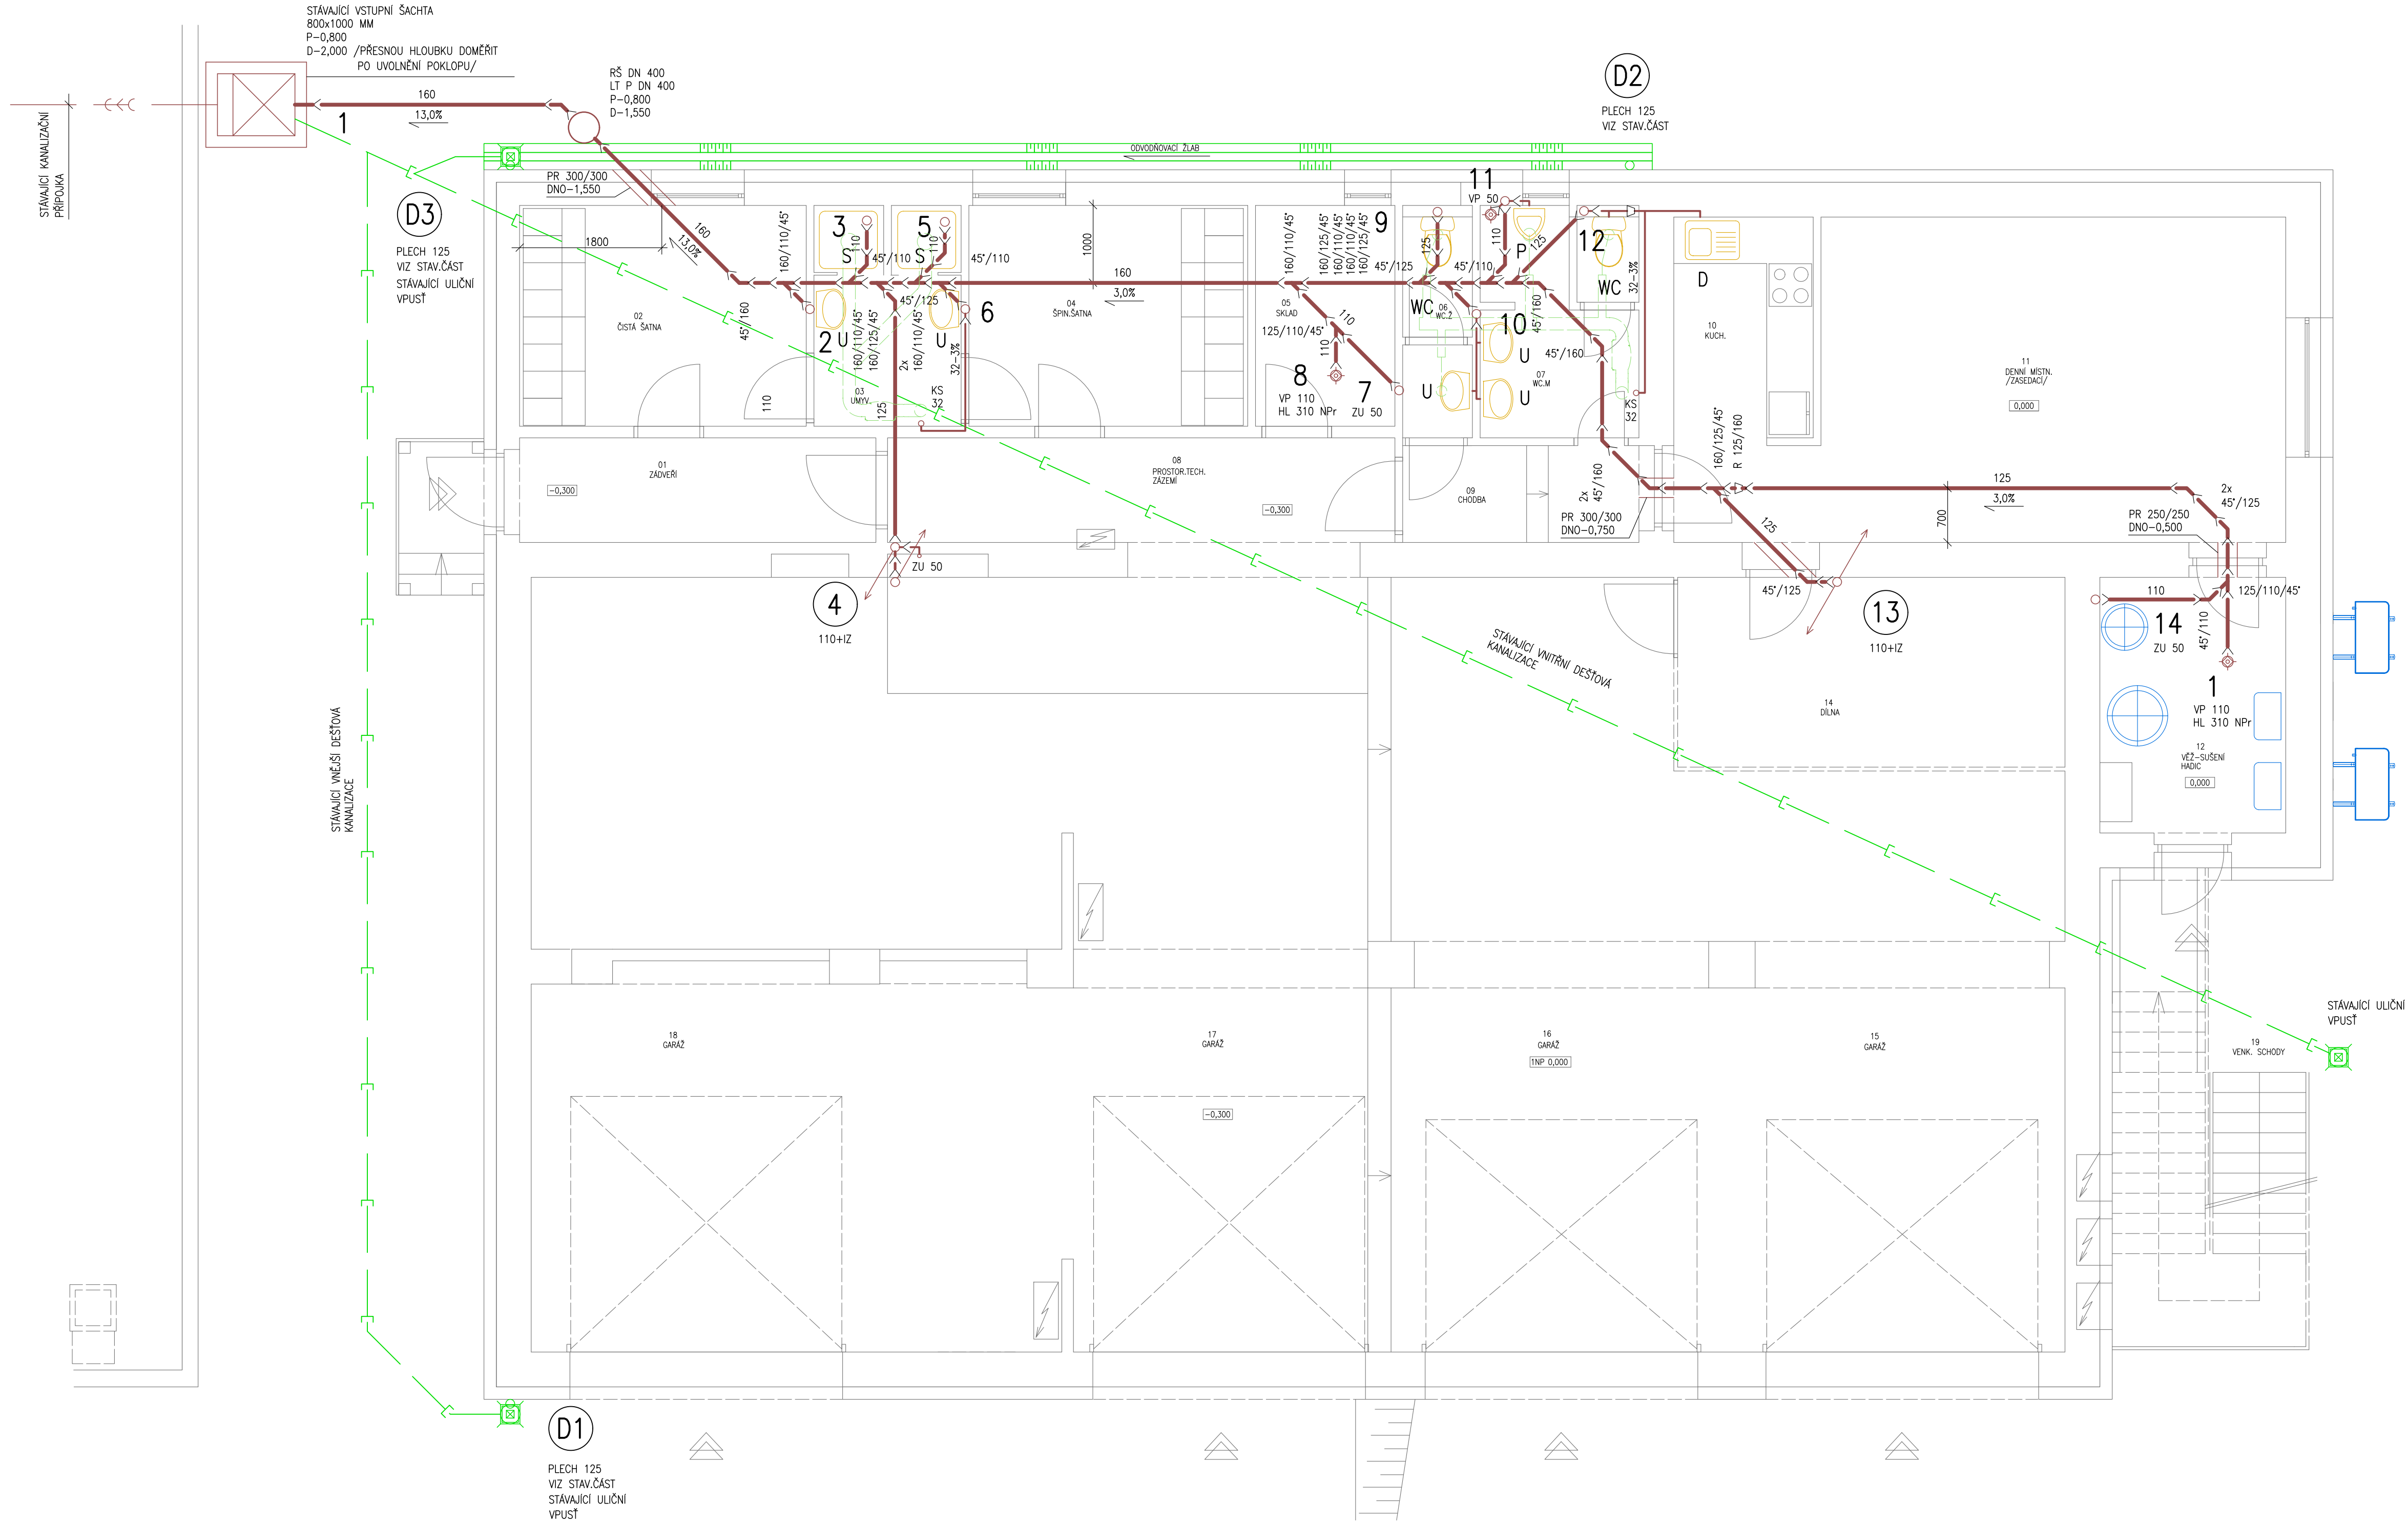 STÁVAJÍCÍ VSTUPNÍ ŠACHTA
800x1000 MM
P-0,800
D-2,000 /PŘESNOU HLOUBKU DOMĚŘIT
PO UVOLNĚNÍ POKLOPU/
RŠ DN 400
LT P DN 400
P-0,800
D-1,550
160
13,0%
1
STÁVAJÍCÍ KANALIZAČNÍ
PŘÍPOJKA
D2
PLECH 125
VIZ STAV.ČÁST
ODVODŇOVACÍ ŽLAB
PR 300/300
DNO-1,550
D3
PLECH 125
VIZ STAV.ČÁST
STÁVAJÍCÍ ULIČNÍ
VPUSŤ
1800
160
13,0%
160/110/45°
45°/160
02
ČISTÁ ŠATNA
110
3
S
110
45°/110
5
S
110
45°/110
45°/125
2
U
160/110/45°
160/125/45°
2x
160/110/45°
U
6
32-3%
03
UMYV.
125
KS
32
1000
04
ŠPIN.ŠATNA
160
3,0%
05
SKLAD
160/110/45°
160/125/45°
160/110/45°
160/110/45°
160/125/45°
9
45°/125
125
110
125/110/45°
110
8
VP 110
HL 310 NPr
7
ZU 50
WC
06
WC.Ž
U
11
VP 50
110
45°/110
P
125
12
WC
32-3%
10
45°/160
U
45°/160
07
WC.M
U
KS
32
D
10
KUCH.
11
DENNÍ MÍSTN.
/ZASEDACÍ/
0,000
01
ZÁDVEŘÍ
-0,300
08
PROSTOR.TECH.
ZÁZEMÍ
-0,300
09
CHODBA
2x
45°/160
PR 300/300
DNO-0,750
160/125/45°
R 125/160
125
3,0%
700
125
2x
45°/125
PR 250/250
DNO-0,500
ZU 50
4
110+IZ
45°/125
13
110+IZ
110
125/110/45°
14
ZU 50
45°/110
1
VP 110
HL 310 NPr
12
VĚŽ-SUŠENÍ
HADIC
0,000
14
DÍLNA
STÁVAJÍCÍ VNITŘNÍ DEŠŤOVÁ
KANALIZACE
STÁVAJÍCÍ VNĚJŠÍ DEŠŤOVÁ
KANALIZACE
STÁVAJÍCÍ ULIČNÍ
VPUSŤ
18
GARÁŽ
17
GARÁŽ
-0,300
16
GARÁŽ
1NP 0,000
15
GARÁŽ
19
VENK. SCHODY
D1
PLECH 125
VIZ STAV.ČÁST
STÁVAJÍCÍ ULIČNÍ
VPUSŤ